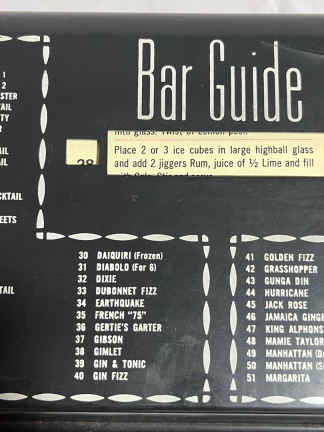 Bar Guide
Place 2 or 3 ice cubes in large highball glass
and add 2 jiggers Rum, juice of ½ Lime and fill
1
2
30 DAIQUIRI (Frozen)
31 DIABOLO (For 6)
32 DIXIE
33 DUBONNET FIZZ
34 EARTHQUAKE
35 FRENCH "75"
36 GERTIE'S GARTER
37 GIBSON
38 GIMLET
39 GIN & TONIC
40 GIN FIZZ
41 GOLDEN FIZZ
42 GRASSHOPPER
43 GUNGA DIN
44 HURRICANE
45 JACK ROSE
46 JAMAICA GINGE
47 KING ALPHONS
48 MAMIE TAYLOR
49 MANHATTAN (D
50 MANHATTAN (S
51 MARGARITA